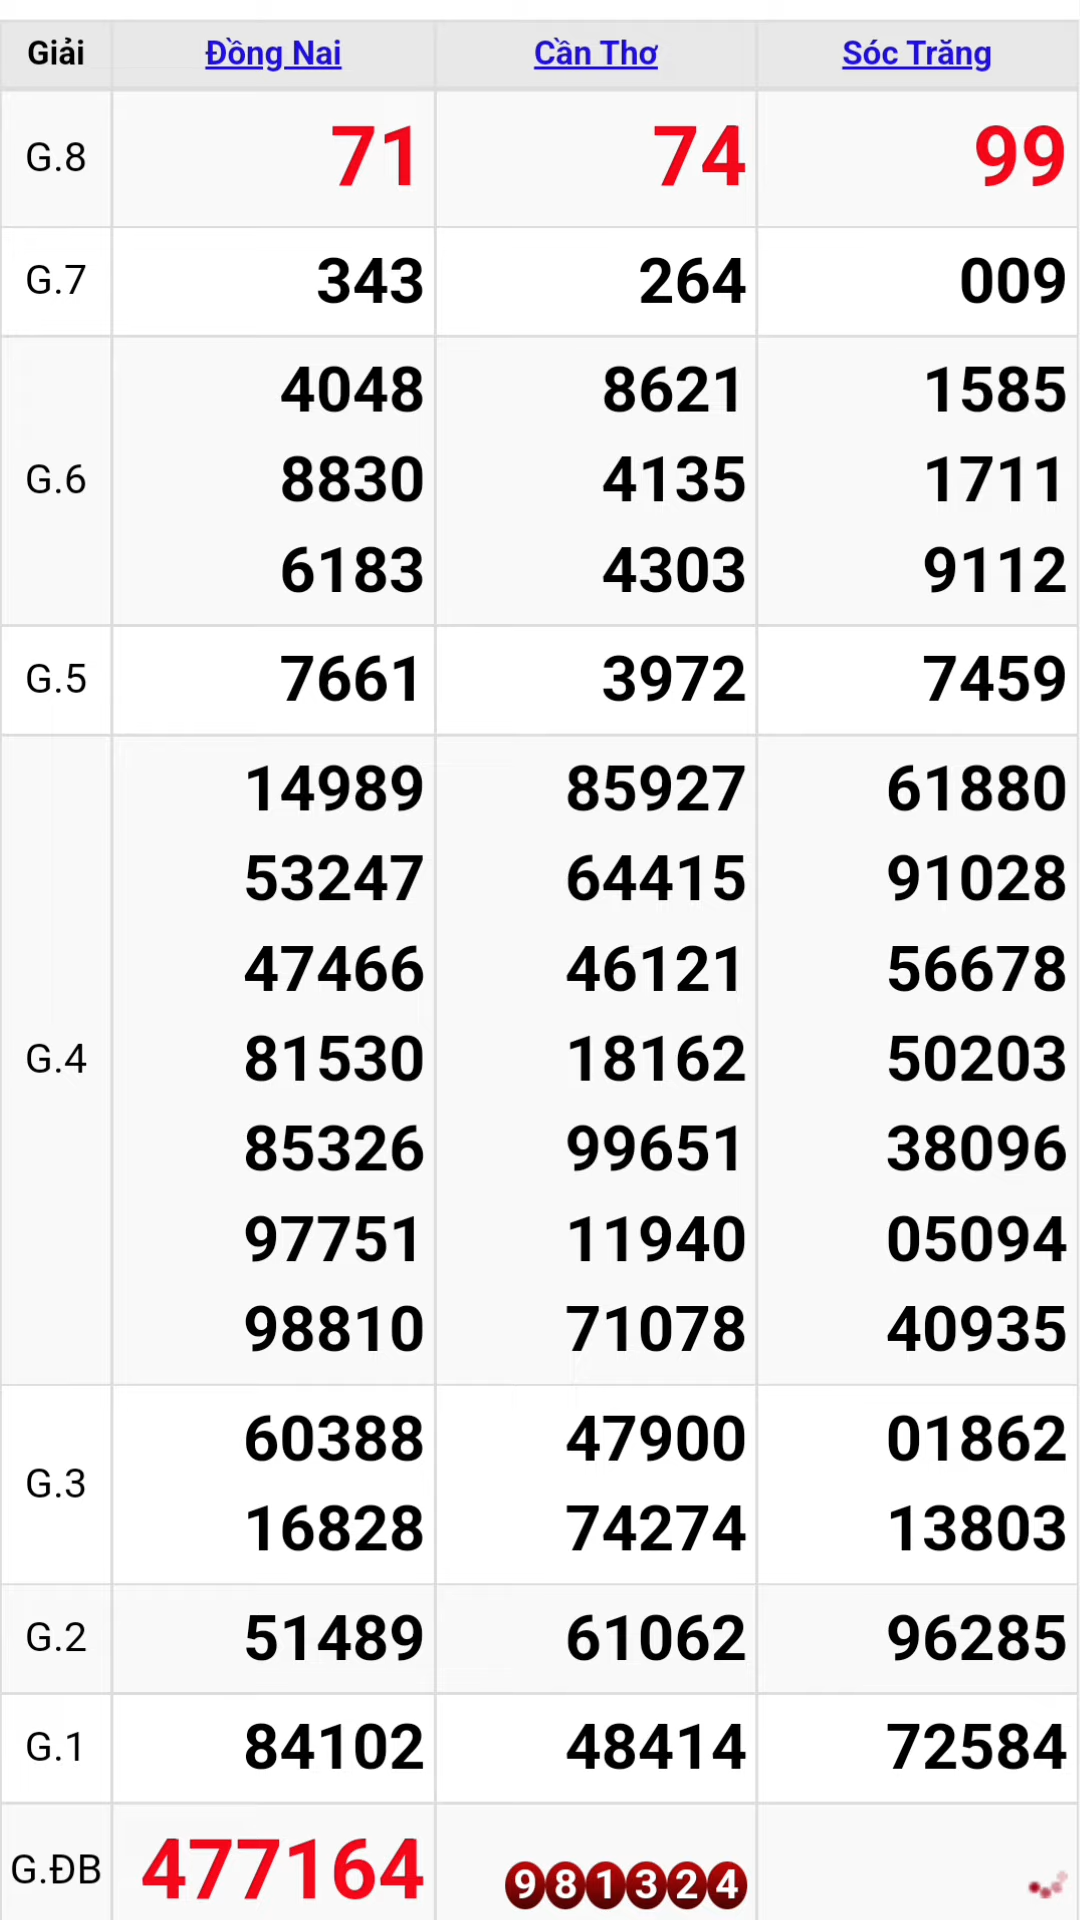 Giải Đồng Nai Cần Thơ Sóc Trăng
G.8 71 74 99
G.7 343 264 009
4048 8621 1585
G.6 8830 4135 1711
6183 4303 9112
G.5 7661 3972 7459
14989 85927 61880
53247 64415 91028
47466 46121 56678
G.4 81530 18162 50203
85326 99651 38096
97751 11940 05094
98810 71078 40935
G.3
60388 47900 01862
16828 74274 13803
G.2 51489 61062 96285
G.1 84102 48414 72584
G.ĐB 477164 981324